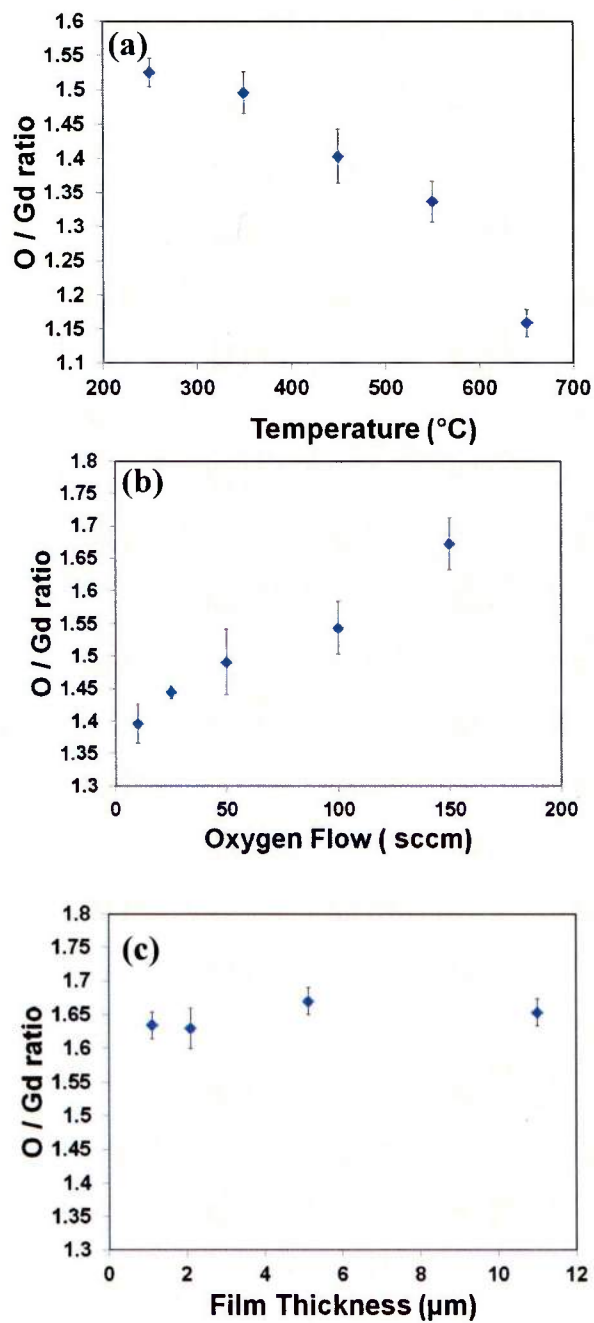 (a)
1.6
1.55
1.5
1.45
1.4
1.35
1.3
1.25
1.2
1.15
1.1
O / Gd ratio
200 300 400 500 600 700
Temperature (°C)
(b)
1.8
1.75
1.7
1.65
1.6
1.55
1.5
1.45
1.4
1.35
1.3
O / Gd ratio
0 50 100 150 200
Oxygen Flow ( sccm)
(c)
1.8
1.75
1.7
1.65
1.6
1.55
1.5
1.45
1.4
1.35
1.3
O / Gd ratio
0 2 4 6 8 10 12
Film Thickness (µm)